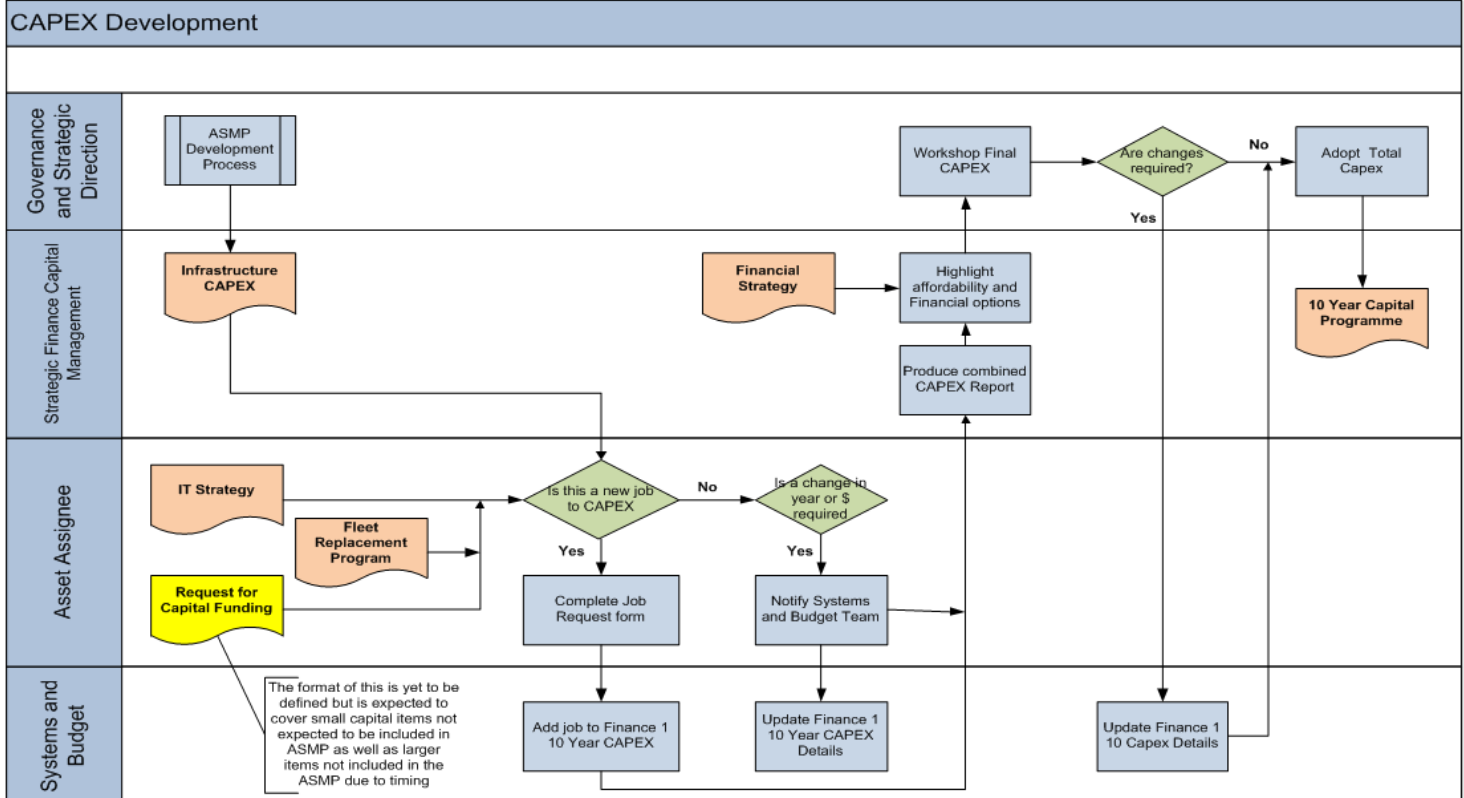 CAPEX Development
Governance
and Strategic
Direction
ASMP
Development
Process
Workshop Final
CAPEX
Are changes
required?
No
Yes
Adopt Total
Capex
Strategic Finance Capital
Management
Infrastructure
CAPEX
Financial
Strategy
Highlight
affordability and
Financial options
10 Year Capital
Programme
Produce combined
CAPEX Report
Asset Assignee
IT Strategy
Fleet
Replacement
Program
Request for
Capital Funding
Is this a new job
to CAPEX
No
Is a change in
year or $
required
Yes
Yes
Complete Job
Request form
Notify Systems
and Budget Team
Systems and
Budget
The format of this is yet to be
defined but is expected to
cover small capital items not
expected to be included in
ASMP as well as larger
items not included in the
ASMP due to timing
Add job to Finance 1
10 Year CAPEX
Update Finance 1
10 Year CAPEX
Details
Update Finance 1
10 Capex Details